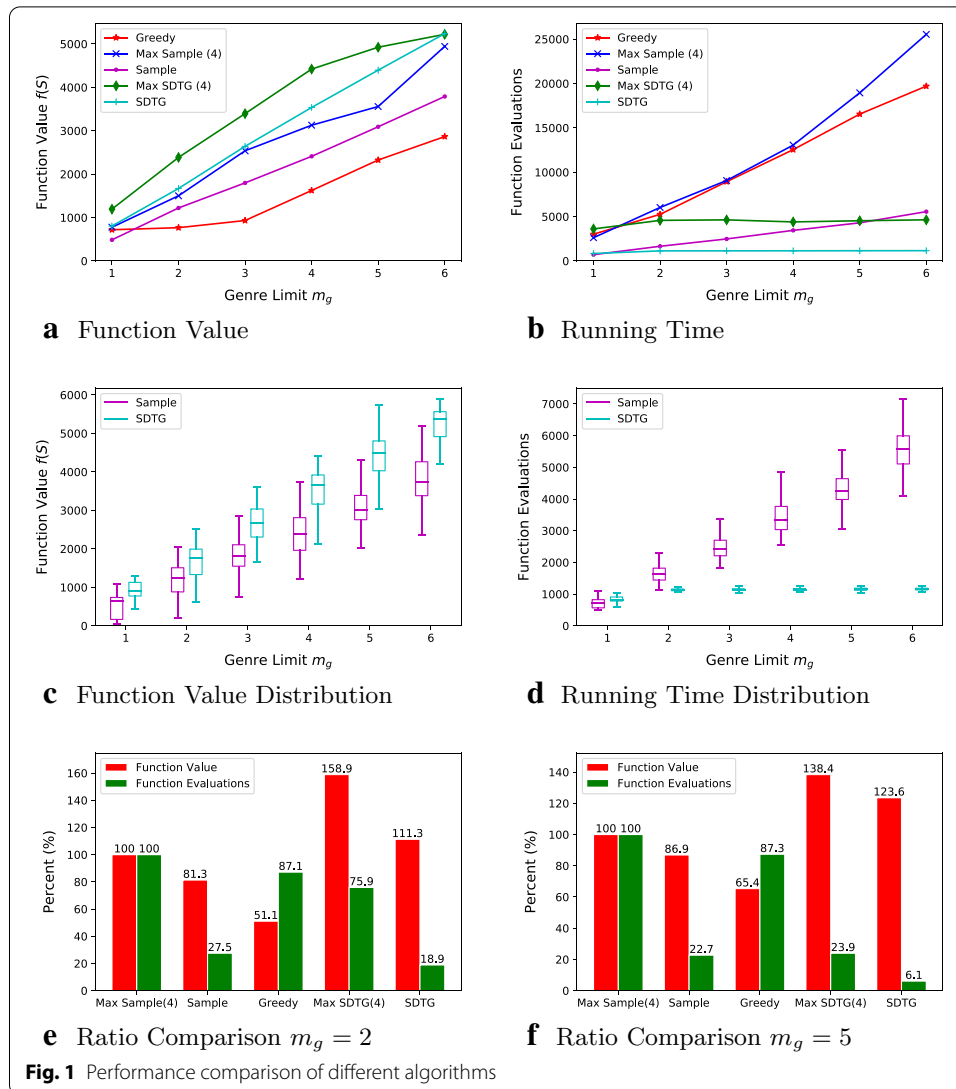 Greedy
Max Sample (4)
Sample
Max SDTG (4)
SDTG
Function Value f(S)
5000
4000
3000
2000
1000
0
1 2 3 4 5 6
Genre Limit m_g
a Function Value
Greedy
Max Sample (4)
Sample
Max SDTG (4)
SDTG
Function Evaluations
25000
20000
15000
10000
5000
0
1 2 3 4 5 6
Genre Limit m_g
b Running Time
Sample
SDTG
Function Value f(S)
6000
5000
4000
3000
2000
1000
0
1 2 3 4 5 6
Genre Limit m_g
c Function Value Distribution
Sample
SDTG
Function Evaluations
7000
6000
5000
4000
3000
2000
1000
0
1 2 3 4 5 6
Genre Limit m_g
d Running Time Distribution
Function Value
Function Evaluations
Percent (%)
160
140
120
100
80
60
40
20
0
100 100 81.3 27.5 51.1 87.1 158.9 75.9 111.3 18.9
Max Sample(4) Sample Greedy Max SDTG(4) SDTG
e Ratio Comparison m_g = 2
Function Value
Function Evaluations
Percent (%)
140
120
100
80
60
40
20
0
100 100 86.9 22.7 65.4 87.3 138.4 23.9 123.6 6.1
Max Sample(4) Sample Greedy Max SDTG(4) SDTG
f Ratio Comparison m_g = 5
Fig. 1 Performance comparison of different algorithms